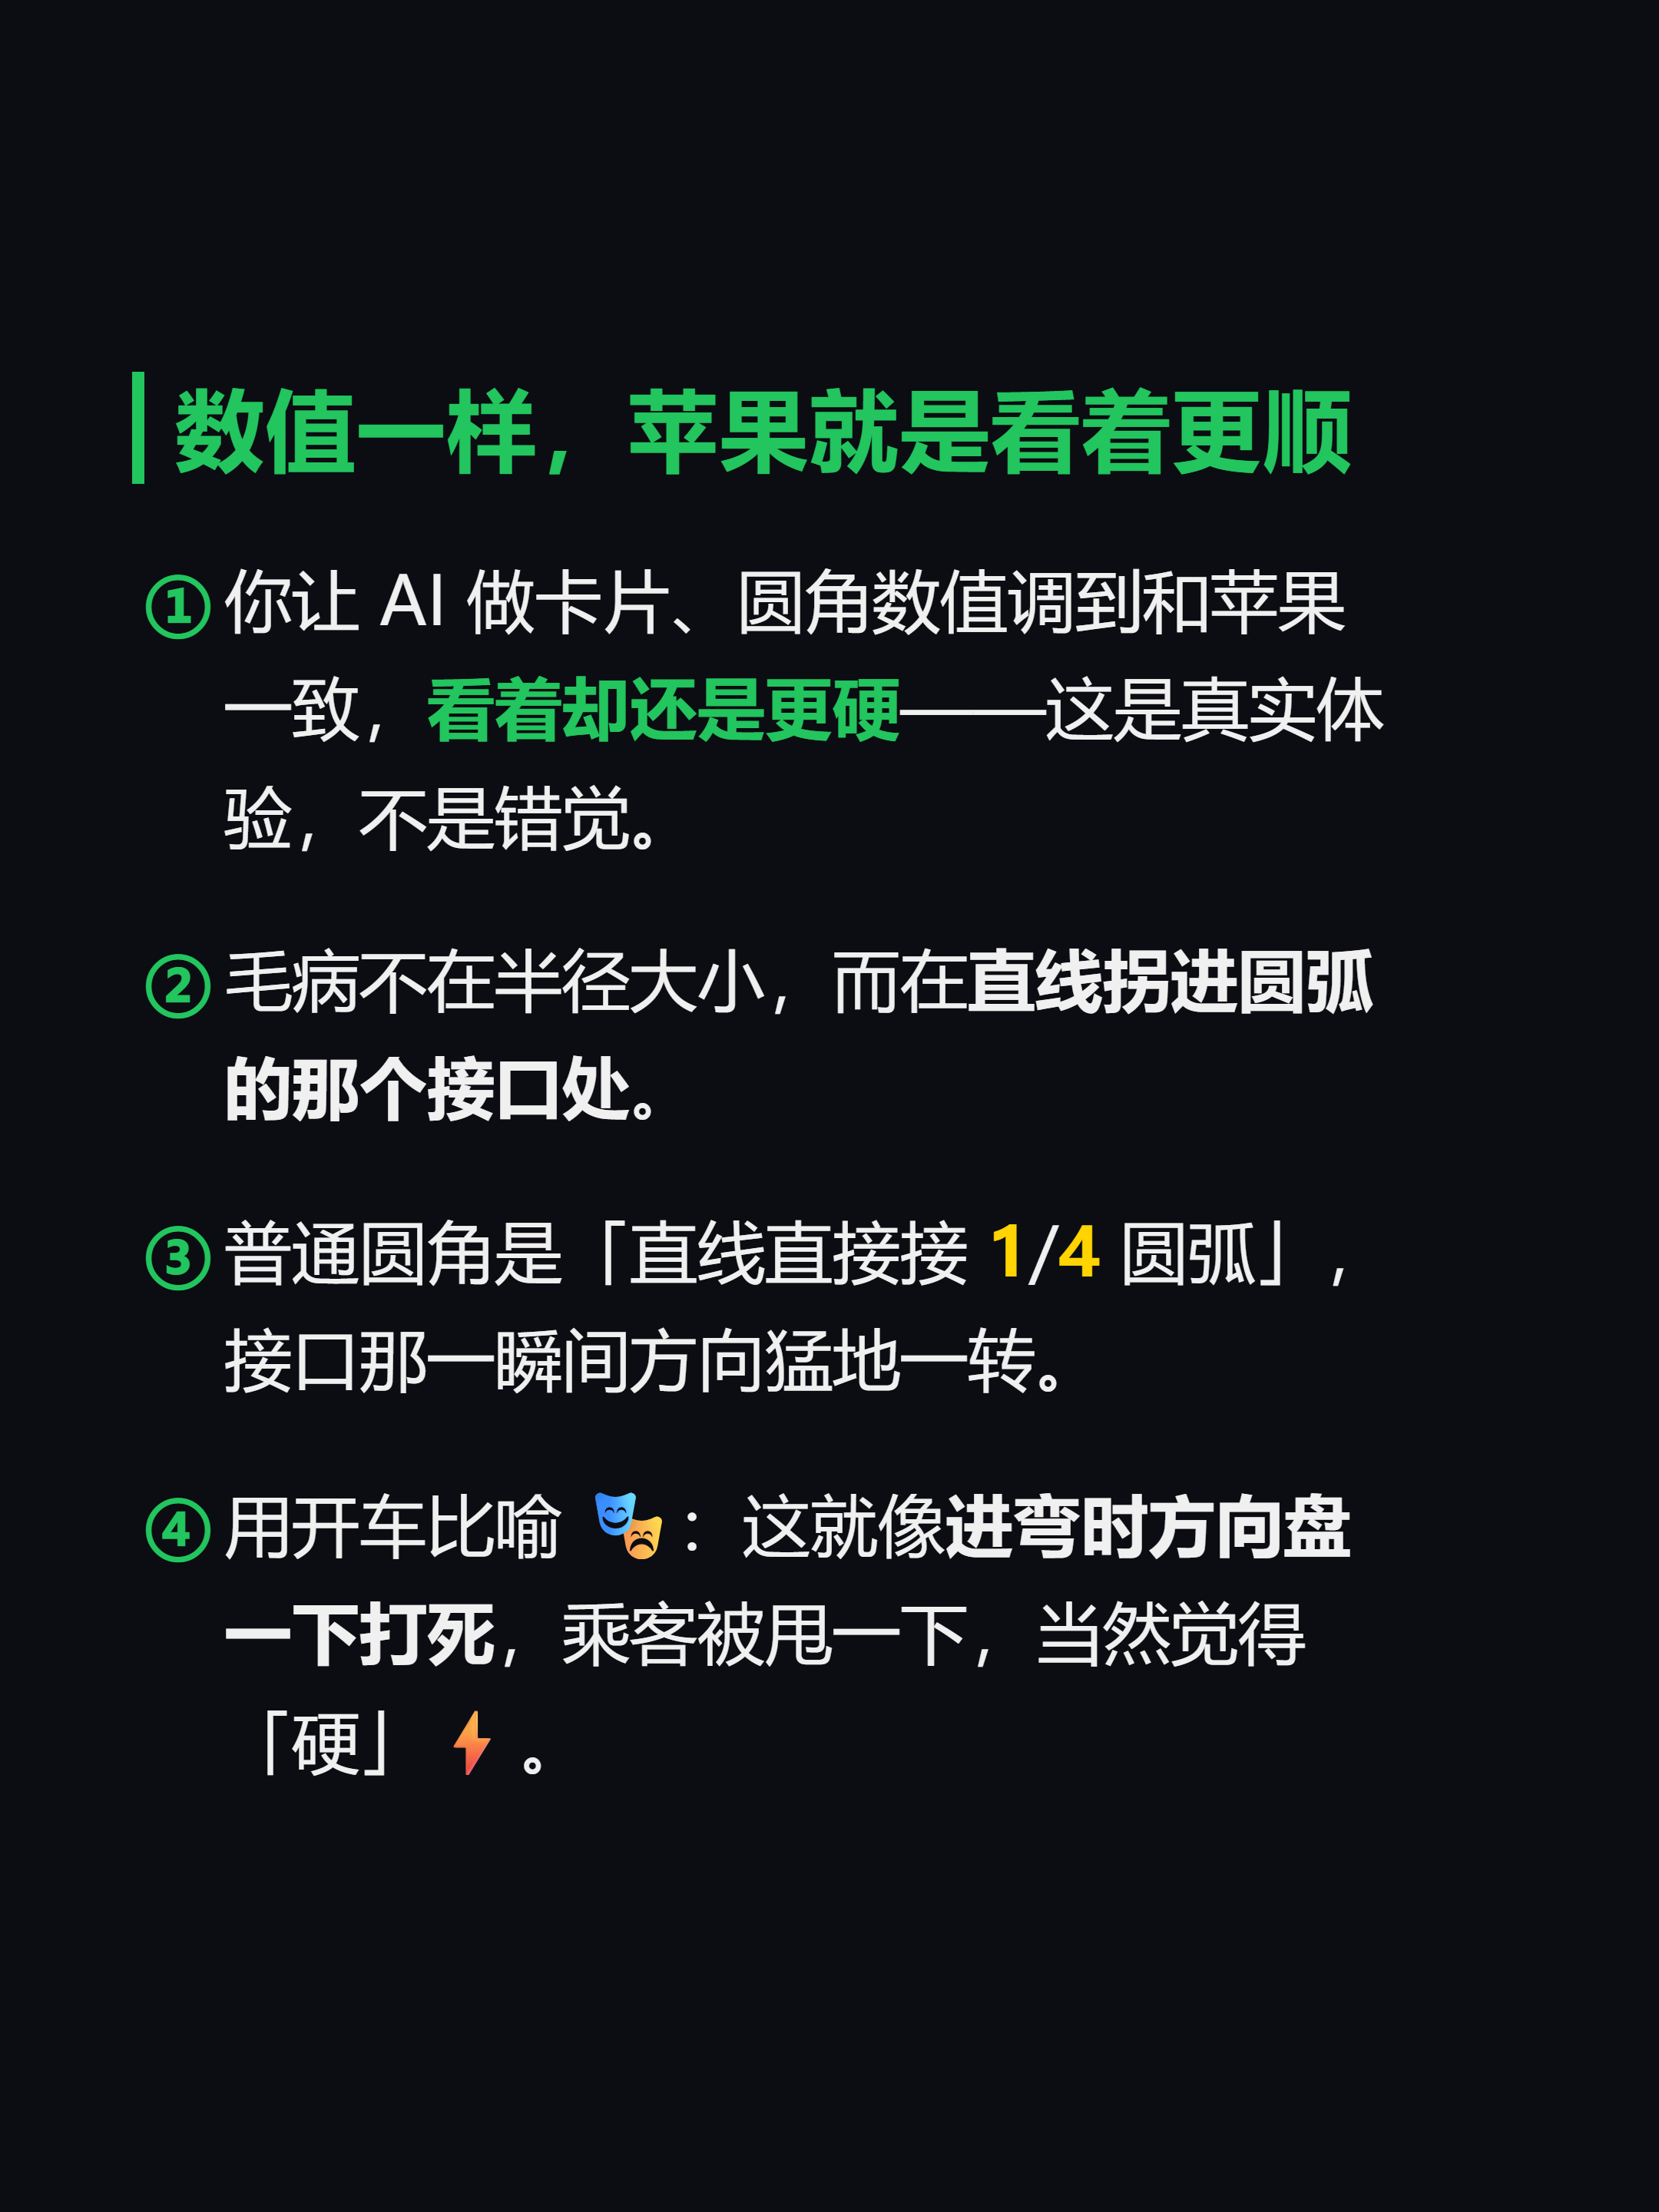 数值一样，苹果就是看着更顺
① 你让 AI 做卡片、圆角数值调到和苹果
一致，看着却还是更硬——这是真实体
验，不是错觉。
② 毛病不在半径大小，而在直线拐进圆弧
的那个接口处。
③ 普通圆角是「直线直接接 1/4 圆弧」，
接口那一瞬间方向猛地一转。
④ 用开车比喻 🎭：这就像进弯时方向盘
一下打死，乘客被甩一下，当然觉得
「硬」⚡。